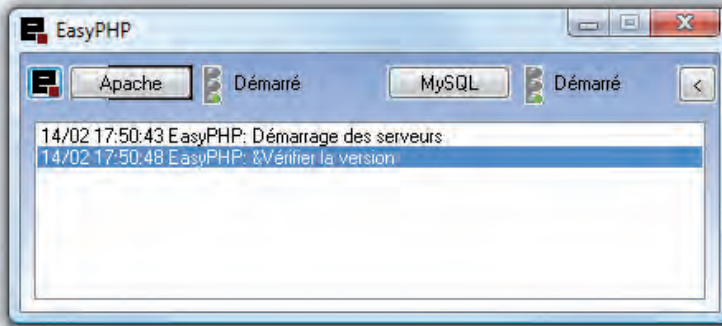 EasyPHP
Apache Démarré MySQL Démarré <
14/02 17:50:43 EasyPHP: Démarrage des serveurs
14/02 17:50:48 EasyPHP: &Vérifier la version